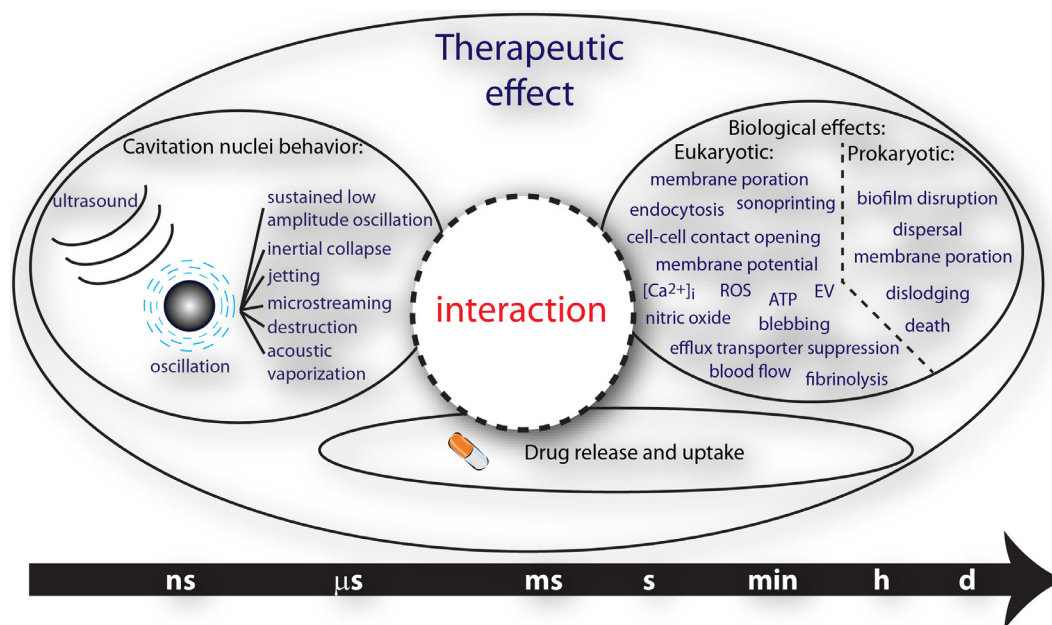 Therapeutic
effect
Cavitation nuclei behavior:
ultrasound
oscillation
sustained low
amplitude oscillation
inertial collapse
jetting
microstreaming
destruction
acoustic
vaporization
interaction
Biological effects:
Eukaryotic:
membrane poration
endocytosis
sonoprinting
cell-cell contact opening
membrane potential
[Ca2+]i
ROS
ATP
EV
nitric oxide
blebbing
efflux transporter suppression
blood flow
fibrinolysis
Prokaryotic:
biofilm disruption
dispersal
membrane poration
dislodging
death
Drug release and uptake
ns μs ms s min h d